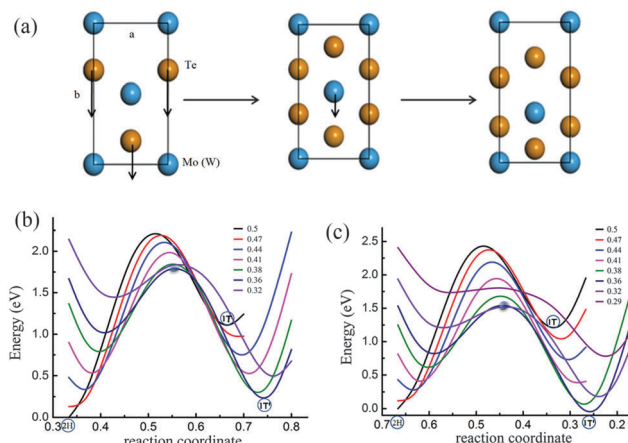 (a)
a
b
Te
Mo (W)
(b)
Energy (eV)
2.0
1.5
1.0
0.5
0.0
0.3
0.4
0.5
0.6
0.7
0.8
reaction coordinate
0.5
0.47
0.44
0.41
0.38
0.36
0.32
2H
1T
1T'
(c)
Energy (eV)
2.5
2.0
1.5
1.0
0.5
0.0
0.7
0.6
0.5
0.4
0.3
0.2
reaction coordinate
0.5
0.47
0.44
0.41
0.38
0.36
0.32
0.29
2H
1T
1T'